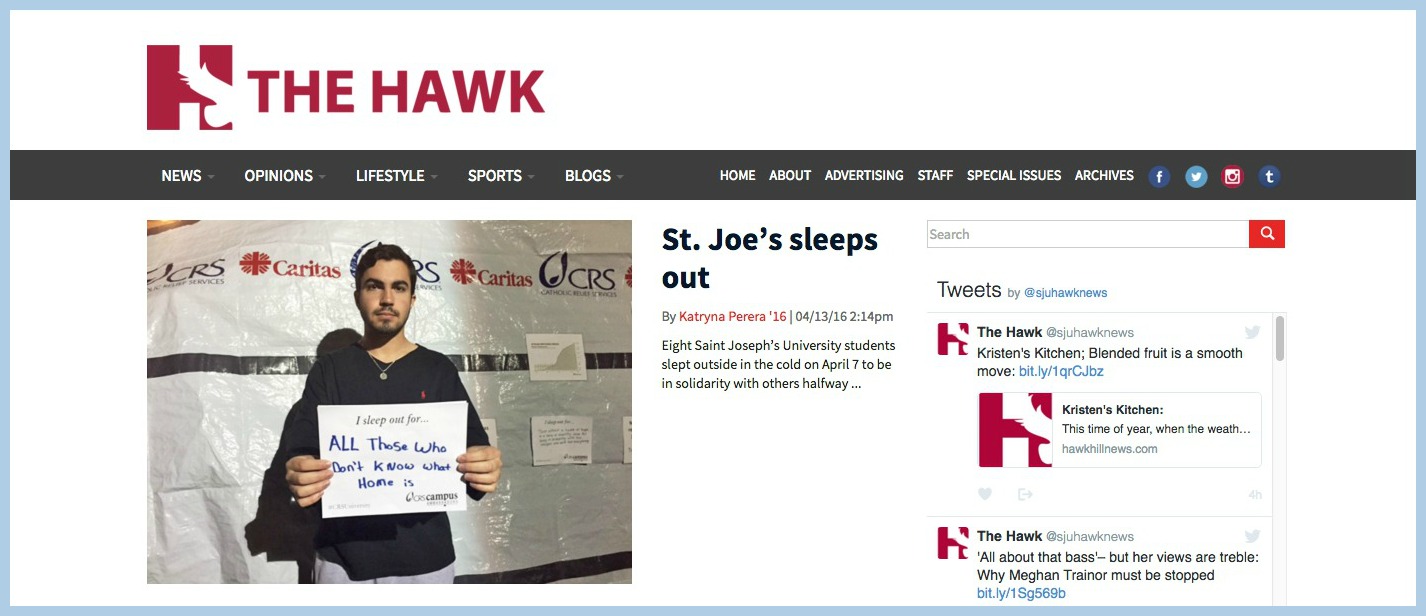 THE HAWK
NEWS OPINIONS LIFESTYLE SPORTS BLOGS HOME ABOUT ADVERTISING STAFF SPECIAL ISSUES ARCHIVES
CRS
Caritas
RS
Caritas
CRS
CATHOLIC RELIEF SERVICES
I sleep out for...
ALL Those who
Don't know what
Home is
CRS campus
I sleep out for...
St. Joe’s sleeps
out
By Katryna Perera '16 | 04/13/16 2:14pm
Eight Saint Joseph’s University students
slept outside in the cold on April 7 to be
in solidarity with others halfway ...
Search
Tweets by @sjuhawknews
The Hawk @sjuhawknews
Kristen's Kitchen; Blended fruit is a smooth
move: bit.ly/1qrCJbz
Kristen's Kitchen:
This time of year, when the weath…
hawkhillnews.com
4h
The Hawk @sjuhawknews
'All about that bass'– but her views are treble:
Why Meghan Trainor must be stopped
bit.ly/1Sg569b